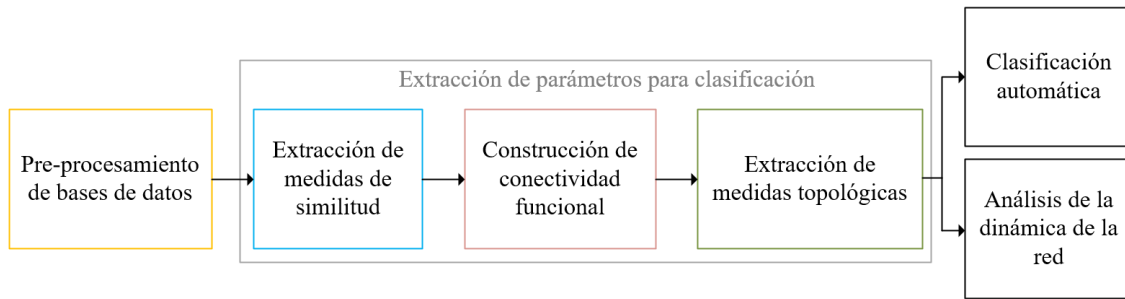 Extracción de parámetros para clasificación
Pre-procesamiento
de bases de datos
Extracción de
medidas de
similitud
Construcción de
conectividad
funcional
Extracción de
medidas topológicas
Clasificación
automática
Análisis de la
dinámica de la
red